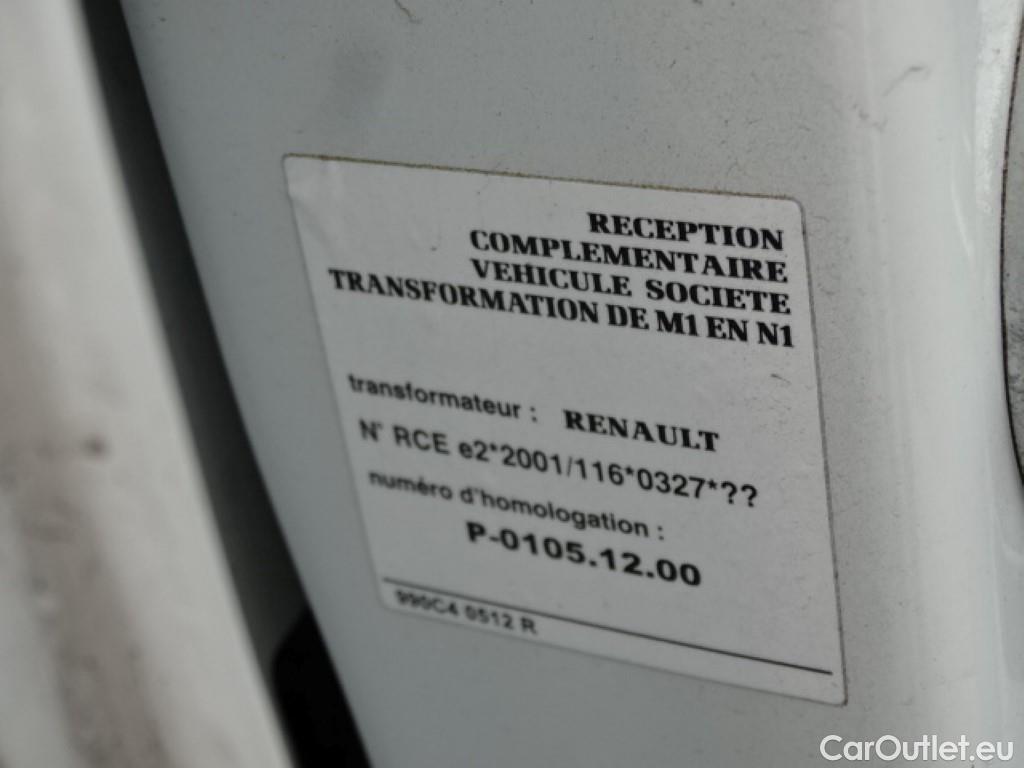 RECEPTION
COMPLEMENTAIRE
VEHICULE SOCIETE
TRANSFORMATION DE M1 EN N1
transformateur : RENAULT
N° RCE e2*2001/116*0327*??
numéro d'homologation :
P-0105.12.00
990C4 0512 R
CarOutlet.eu